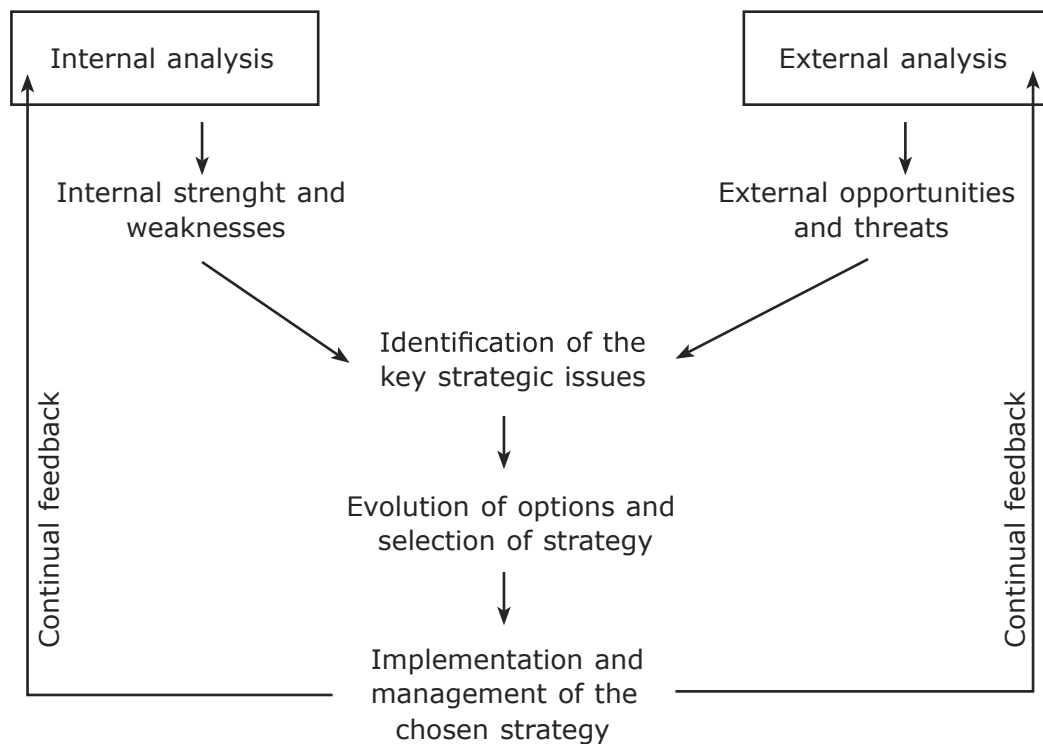 Internal analysis
External analysis
Internal strenght and
weaknesses
External opportunities
and threats
Identification of the
key strategic issues
Continual feedback
Continual feedback
Evolution of options and
selection of strategy
Implementation and
management of the
chosen strategy